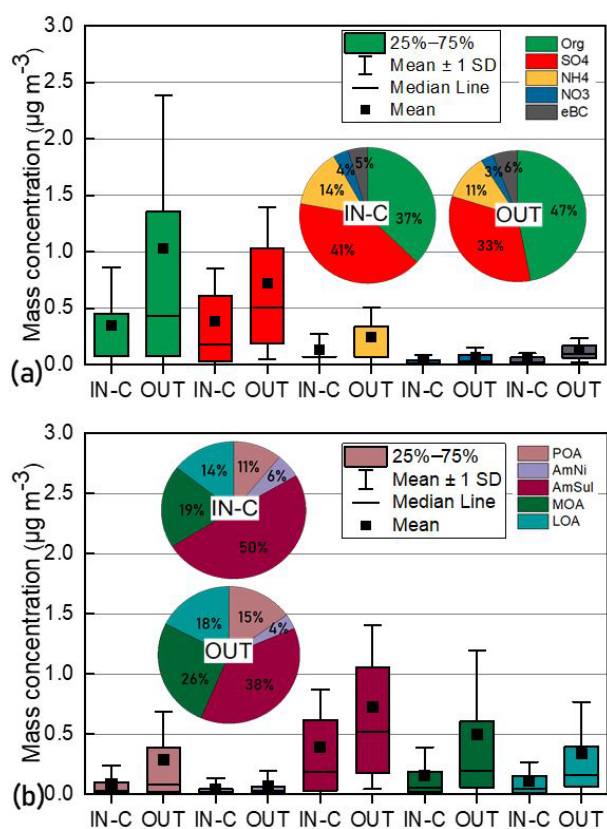 3.0
2.5
2.0
1.5
1.0
0.5
0.0
Mass concentration (μg m-3)
(a)
25%–75%
Mean ± 1 SD
Median Line
Mean
Org
SO4
NH4
NO3
eBC
4%
5%
14%
37%
41%
IN-C
3%
6%
11%
47%
33%
OUT
IN-C OUT IN-C OUT IN-C OUT IN-C OUT IN-C OUT
3.0
2.5
2.0
1.5
1.0
0.5
0.0
Mass concentration (μg m-3)
(b)
14%
11%
6%
19%
50%
IN-C
18%
15%
4%
26%
38%
OUT
25%–75%
Mean ± 1 SD
Median Line
Mean
POA
AmNi
AmSul
MOA
LOA
IN-C OUT IN-C OUT IN-C OUT IN-C OUT IN-C OUT